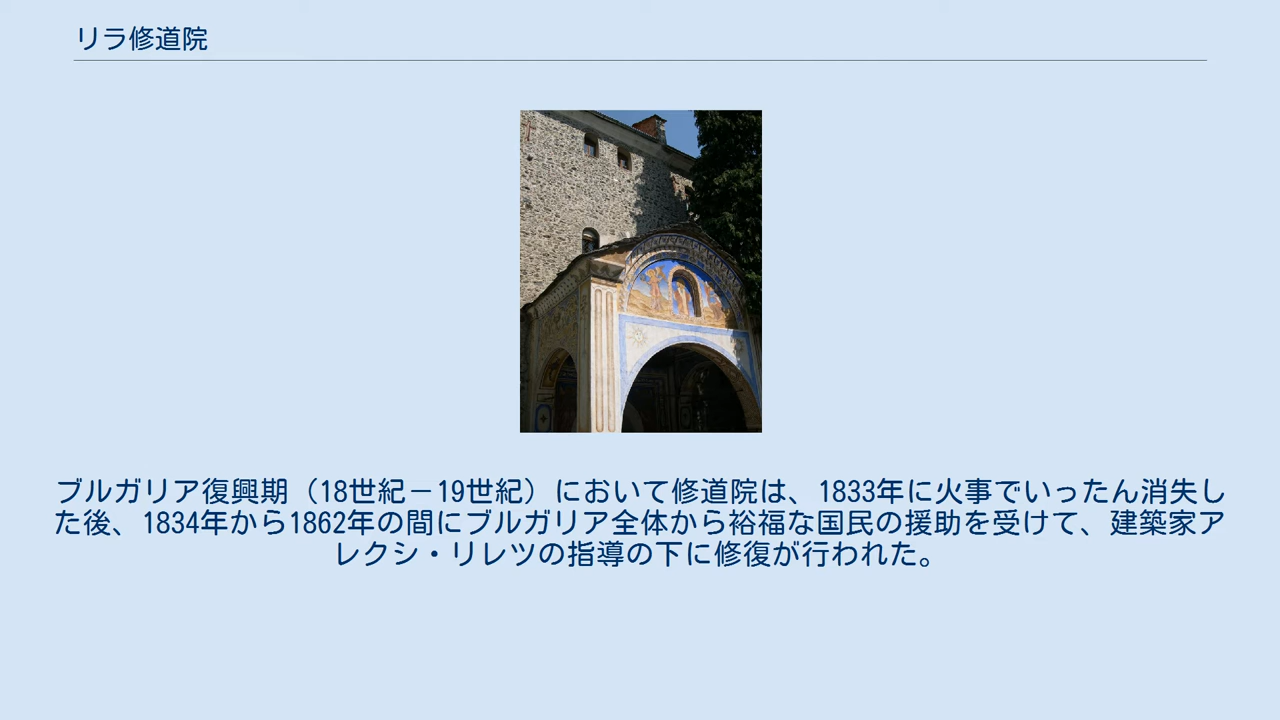 リラ修道院
ブルガリア復興期（18世紀－19世紀）において修道院は、1833年に火事でいったん消失し
た後、1834年から1862年の間にブルガリア全体から裕福な国民の援助を受けて、建築家ア
レクシ・リレツの指導の下に修復が行われた。